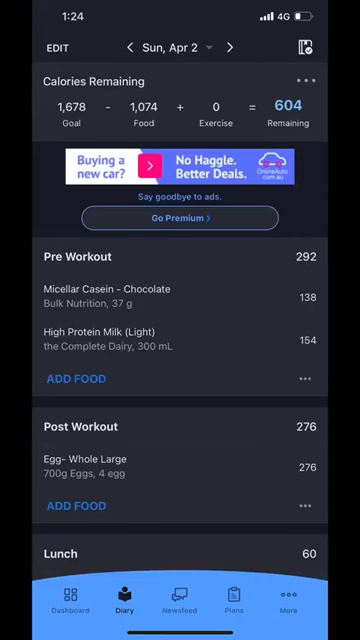 1:24
4G
EDIT
Sun, Apr 2
Calories Remaining
1,678 - 1,074 + 0 = 604
Goal Food Exercise Remaining
Buying a
new car?
No Haggle.
Better Deals.
OnlineAuto
com.au
Say goodbye to ads.
Go Premium
Pre Workout 292
Micellar Casein - Chocolate
Bulk Nutrition, 37 g
138
High Protein Milk (Light)
the Complete Dairy, 300 mL
154
ADD FOOD
Post Workout 276
Egg- Whole Large
700g Eggs, 4 egg
276
ADD FOOD
Lunch 60
Dashboard Diary Newsfeed Plans More